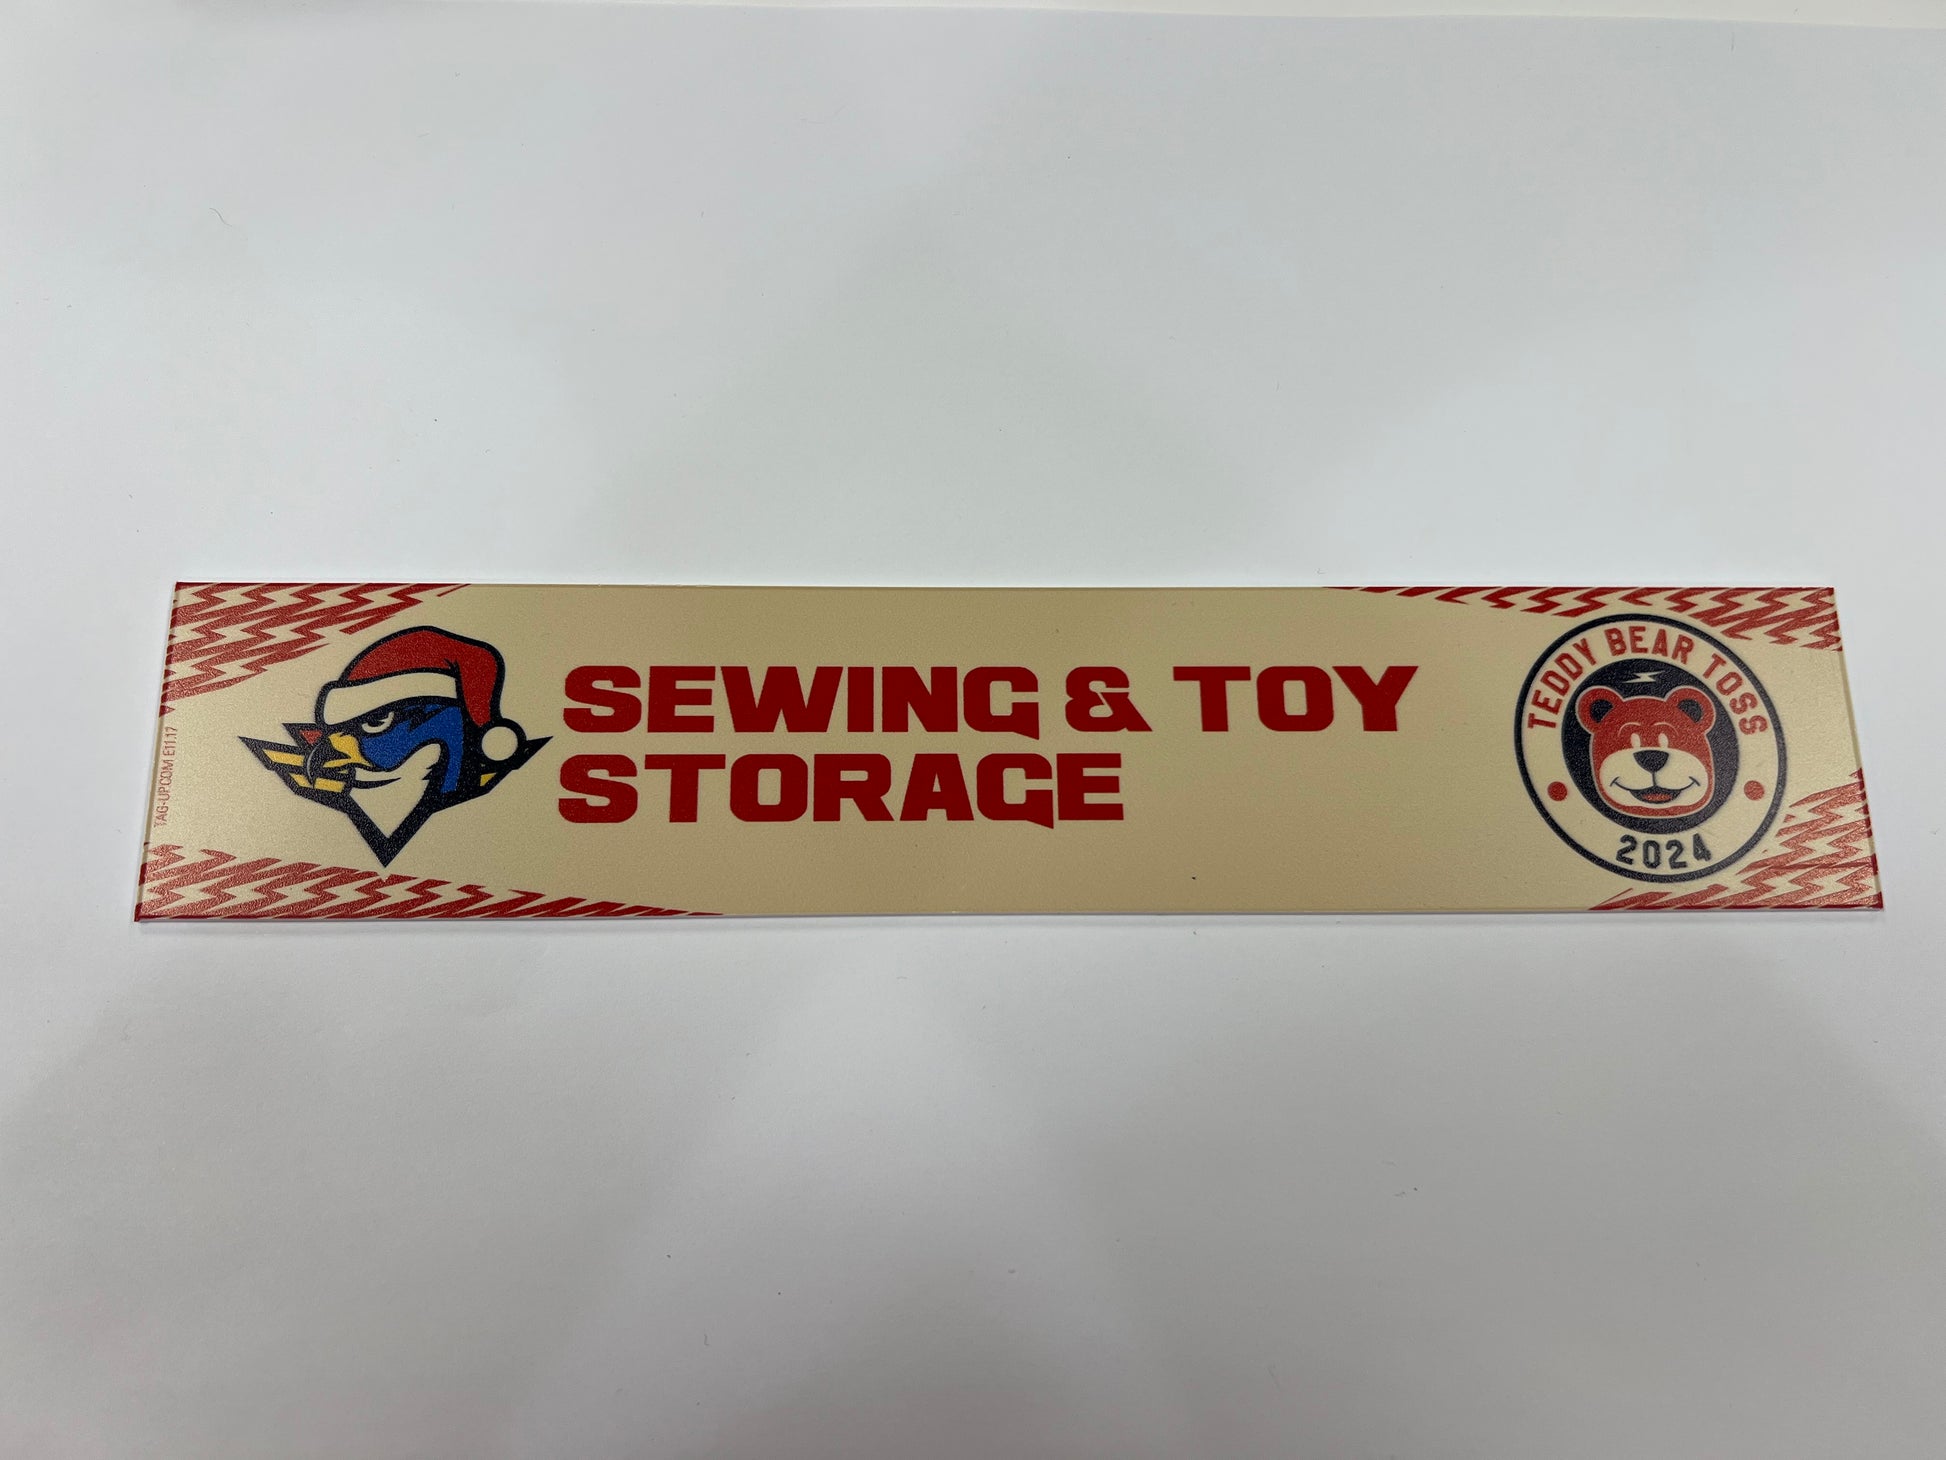 TAG-UP.COM E11.17
SEWING & TOY
STORAGE
TEDDY BEAR TOSS
2024